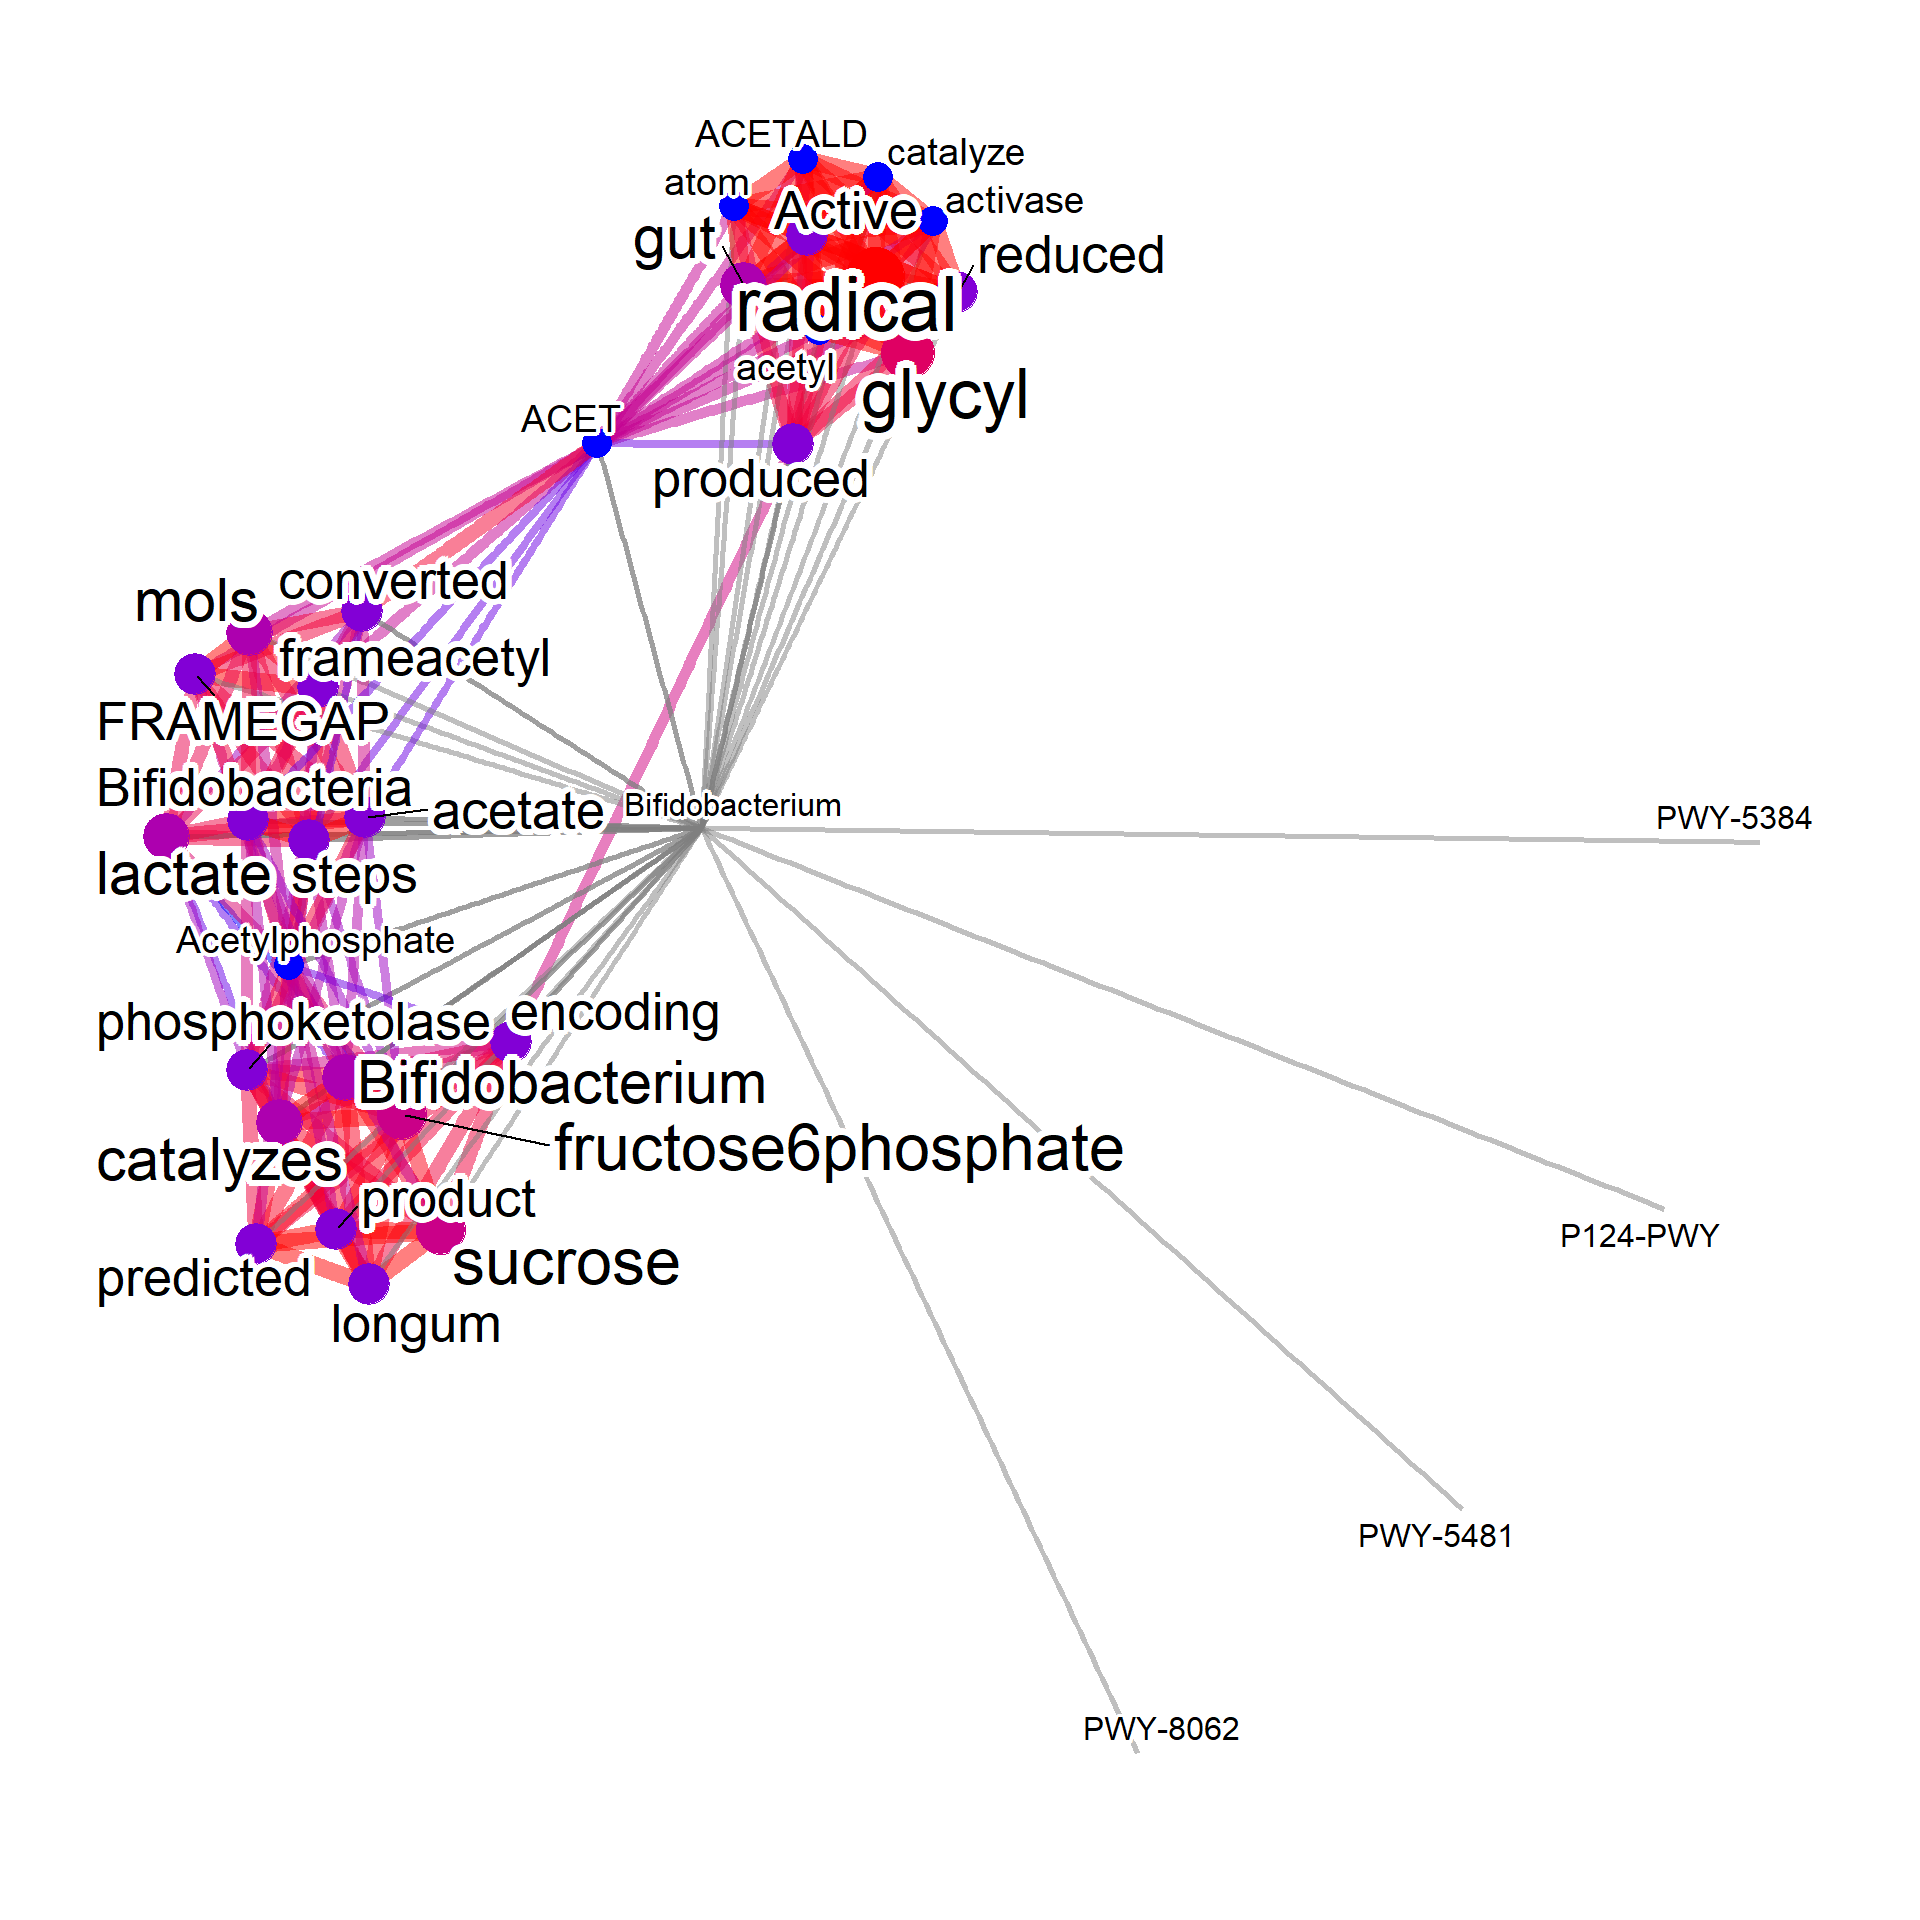 ACETALD
catalyze
atom
activase
Active
gut
reduced
radical
acetyl
glycyl
ACET
produced
converted
mols
frameacetyl
FRAMEGAP
Bifidobacteria
acetate
Bifidobacterium
PWY-5384
lactate
steps
Acetylphosphate
phosphoketolase
encoding
Bifidobacterium
fructose6phosphate
catalyzes
product
P124-PWY
sucrose
predicted
longum
PWY-5481
PWY-8062